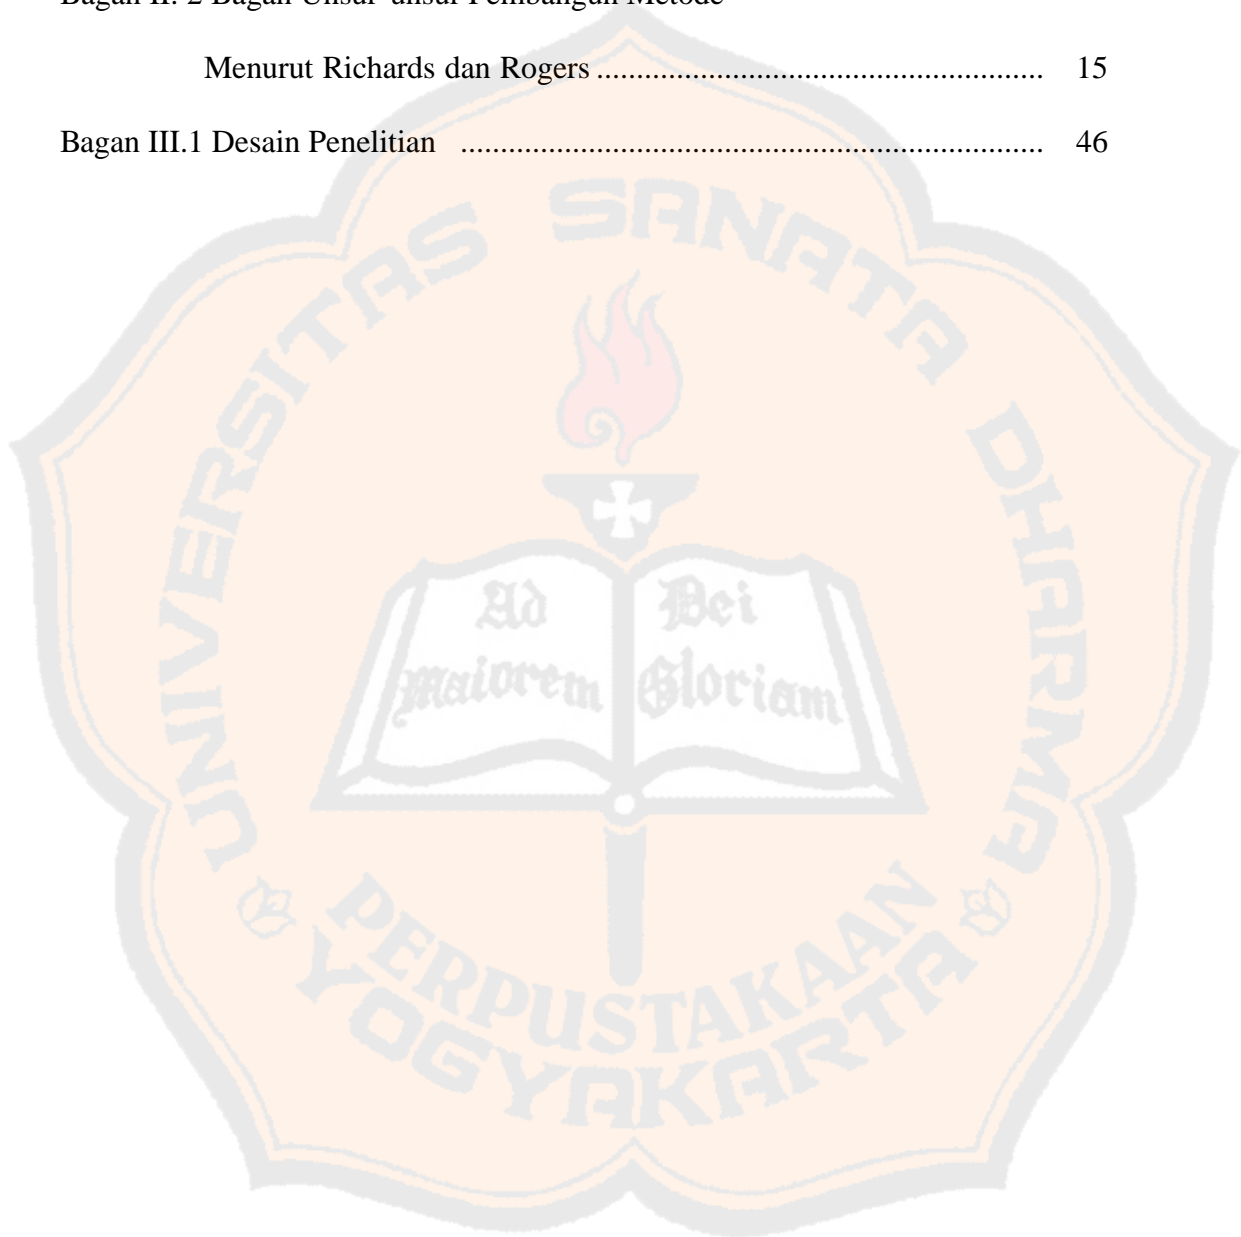 Bagan II. 2 Bagan Unsur-unsur Pembangun Metode
Menurut Richards dan Rogers ........................................................ 15
Bagan III.1 Desain Penelitian ......................................................................... 46
UNIVERSITAS SANATA DHARMA
Ad Dei
Maiorem Gloriam
PERPUSTAKAAN
YOGYAKARTA